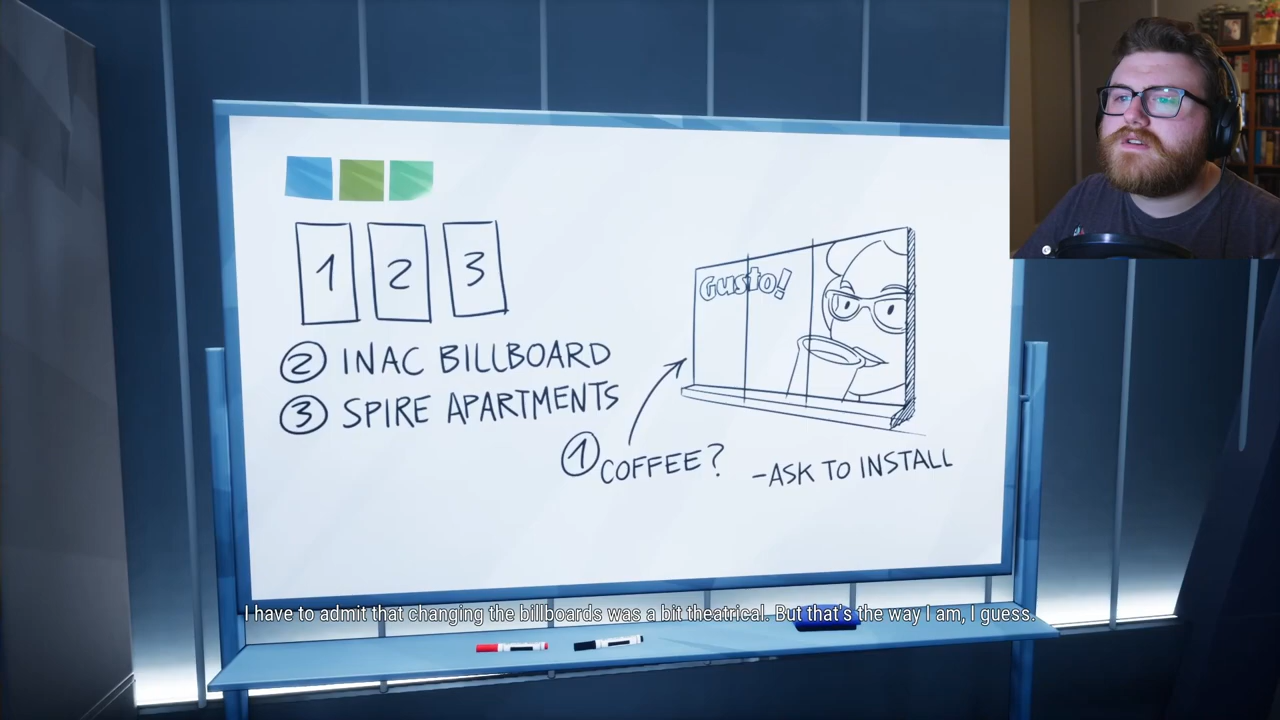 1 2 3
Gusto!
② INAC BILLBOARD
③ SPIRE APARTMENTS
① COFFEE?
-ASK TO INSTALL
I have to admit that changing the billboards was a bit theatrical. But that's the way I am, I guess.